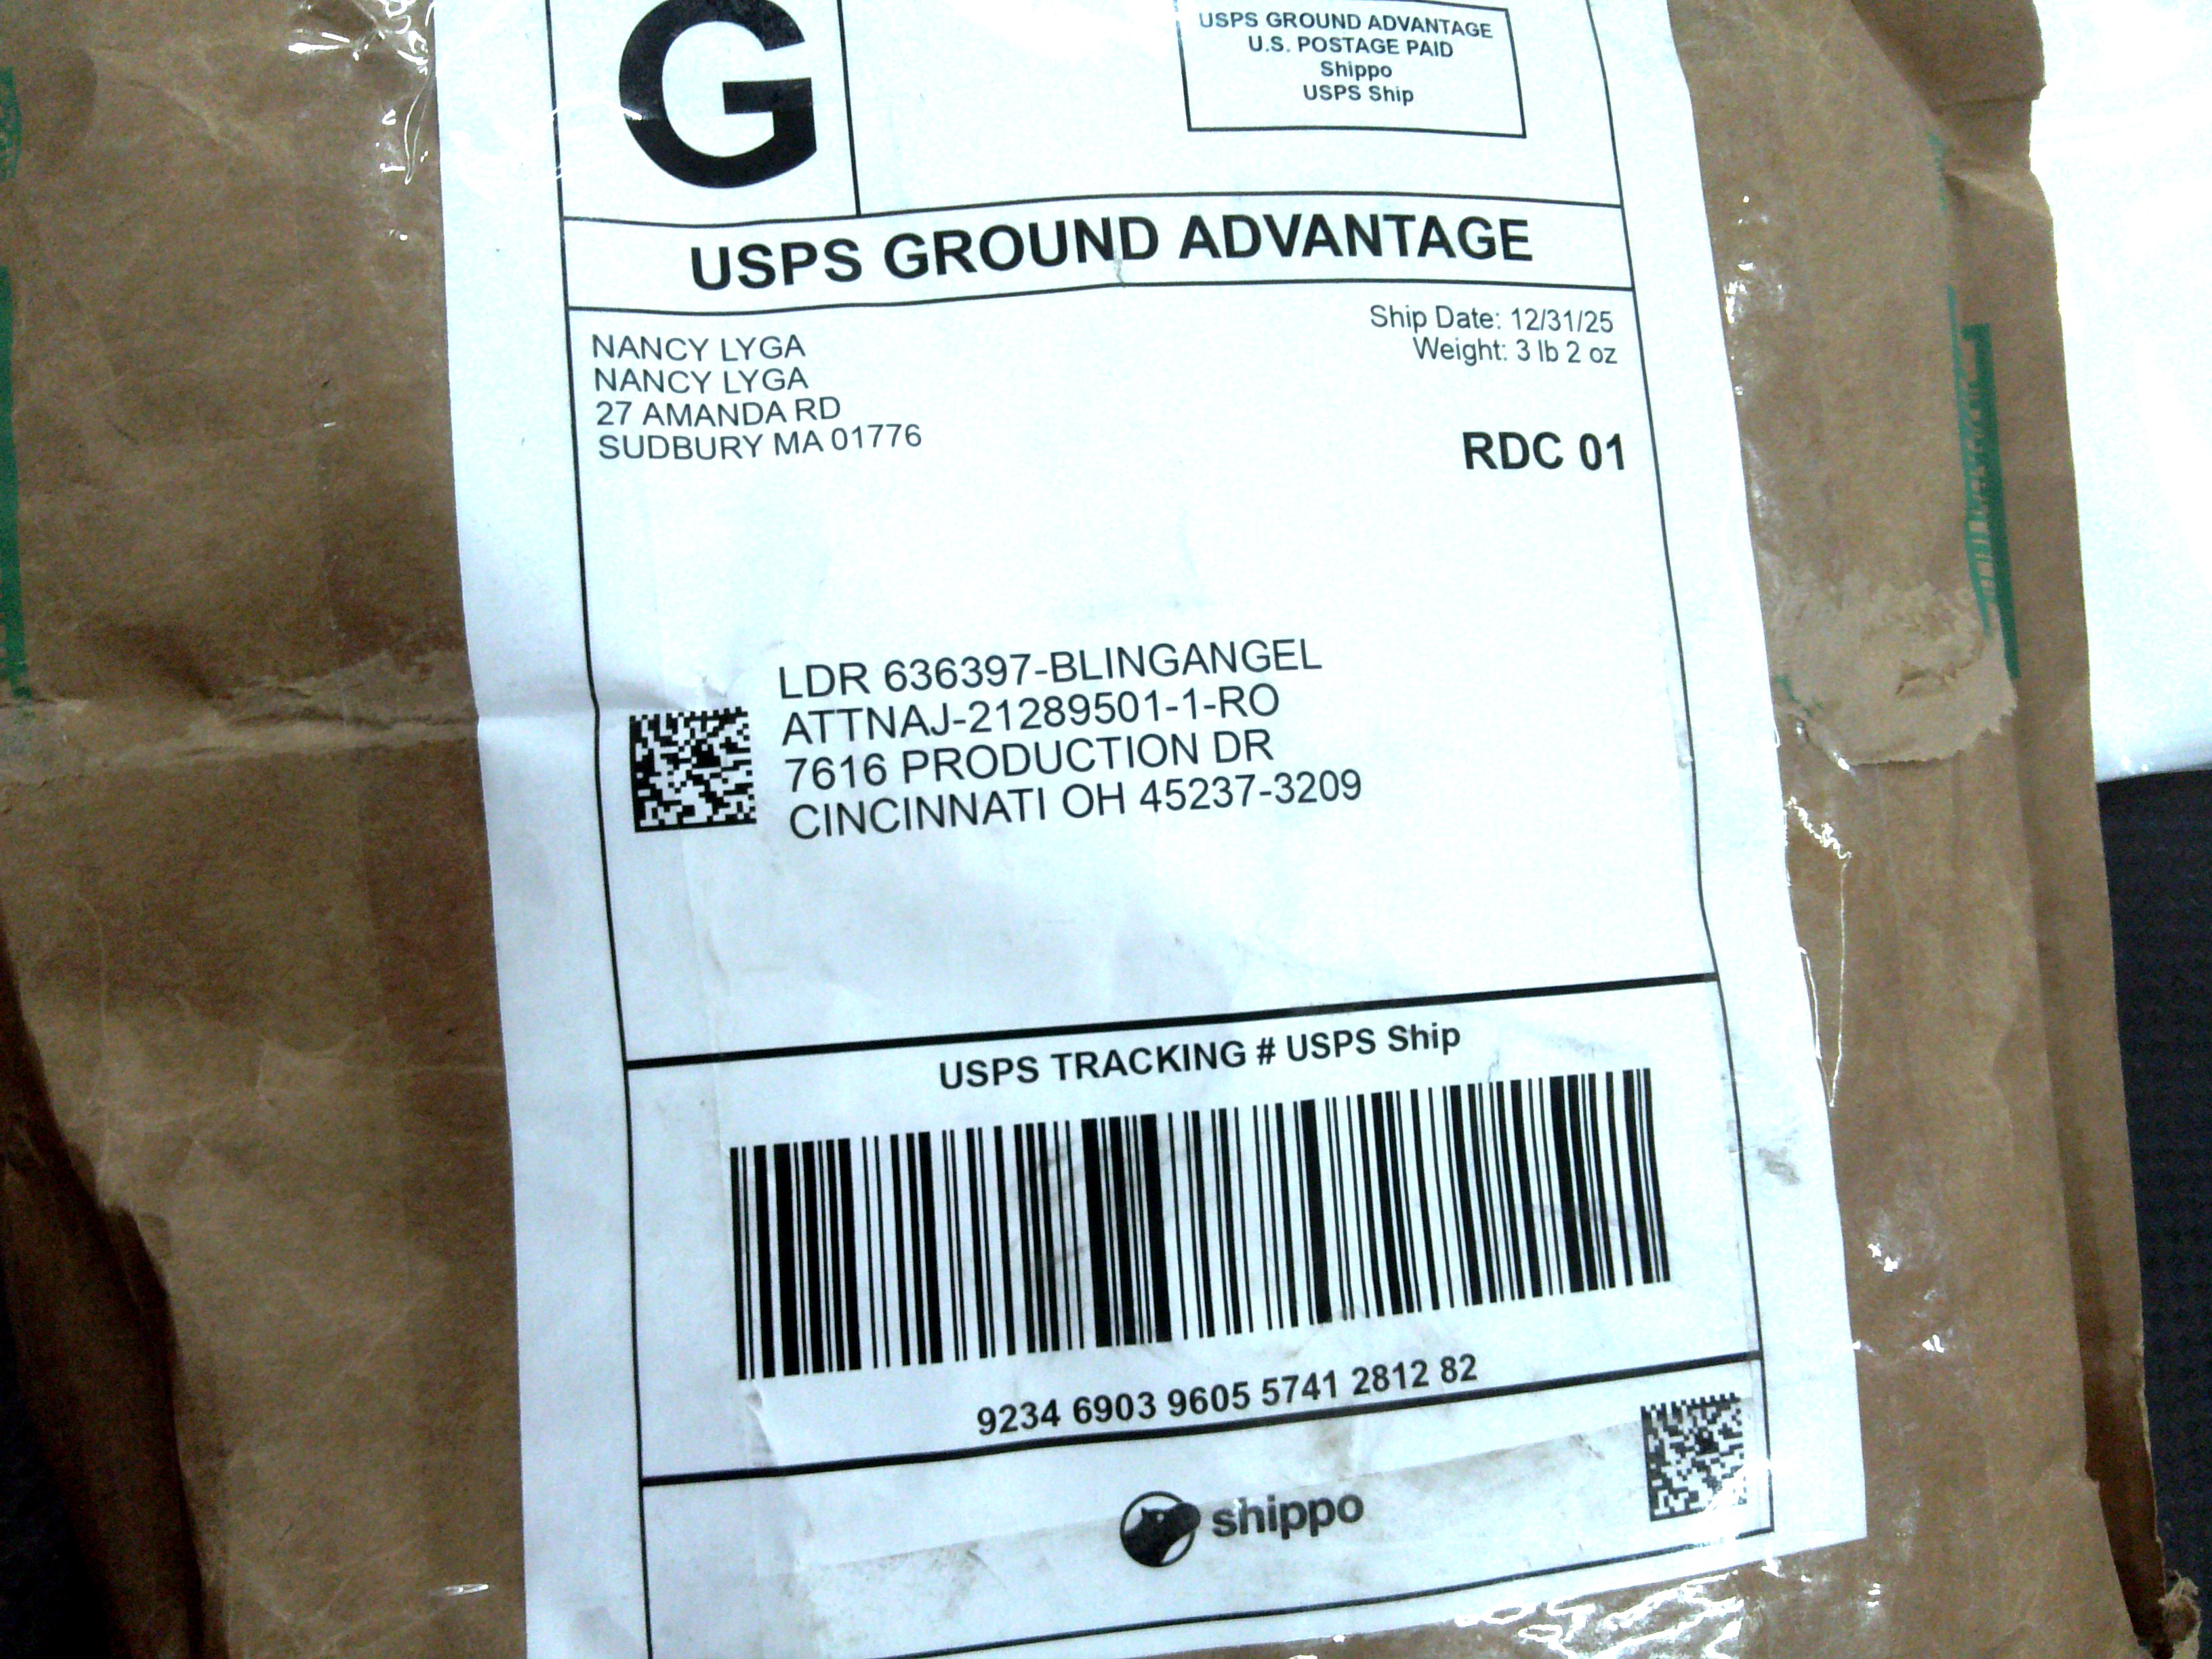 G
USPS GROUND ADVANTAGE
U.S. POSTAGE PAID
Shippo
USPS Ship
USPS GROUND ADVANTAGE
NANCY LYGA
NANCY LYGA
27 AMANDA RD
SUDBURY MA 01776
Ship Date: 12/31/25
Weight: 3 lb 2 oz
RDC 01
LDR 636397-BLINGANGEL
ATTNAJ-21289501-1-RO
7616 PRODUCTION DR
CINCINNATI OH 45237-3209
USPS TRACKING # USPS Ship
9234 6903 9605 5741 2812 82
shippo